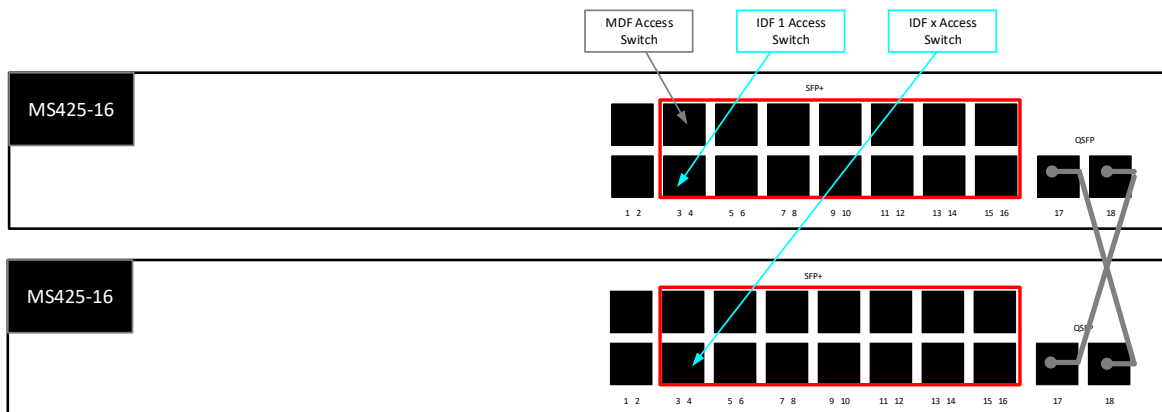 MDF Access
Switch
IDF 1 Access
Switch
IDF x Access
Switch
MS425-16
SFP+
QSFP
1 2 3 4 5 6 7 8 9 10 11 12 13 14 15 16 17 18
MS425-16
SFP+
QSFP
1 2 3 4 5 6 7 8 9 10 11 12 13 14 15 16 17 18